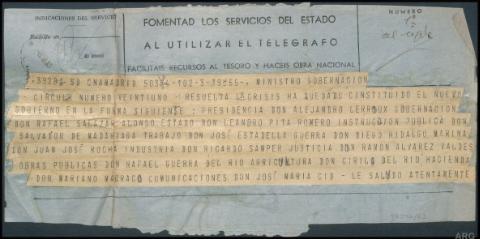 INDICACIONES DEL SERVICIO
FOMENTAD LOS SERVICIOS DEL ESTADO
AL UTILIZAR EL TELEGRAFO
FACILITAIS RECURSOS AL TESORO Y HACEIS OBRA NACIONAL
NUMERO
MINISTRO GOBERNACION
CIRCULR NUMERO VEINTIUNO - RESUELTA LA CRISIS HA QUEDADO CONSTITUIDO EL NUEVO
GOBIERNO EN LA FORMA SIGUIENTE: PRESIDENCIA DON ALEJANDRO LERROUX GOBERNACION
DON RAFAEL SALAZAR ALONSO ESTADO DON LEANDRO PITA ROMERO INSTRUCCION PUBLICA DON
SALVADOR DE MADARIAGA TRABAJO DON JOSE ESTADELLA GUERRA DON DIEGO HIDALGO MARINA
DON JUAN JOSE ROCHA INDUSTRIA DON RICARDO SAMPER JUSTICIA DON RAMON ALVAREZ VALDES
OBRAS PUBLICAS DON RAFAEL GUERRA DEL RIO AGRICULTURA DON CIRILO DEL RIO HACIENDA
DON MARIANO MARRACO COMUNICACIONES DON JOSE MARIA CID - LE SALUDO ATENTAMENTE
ARG